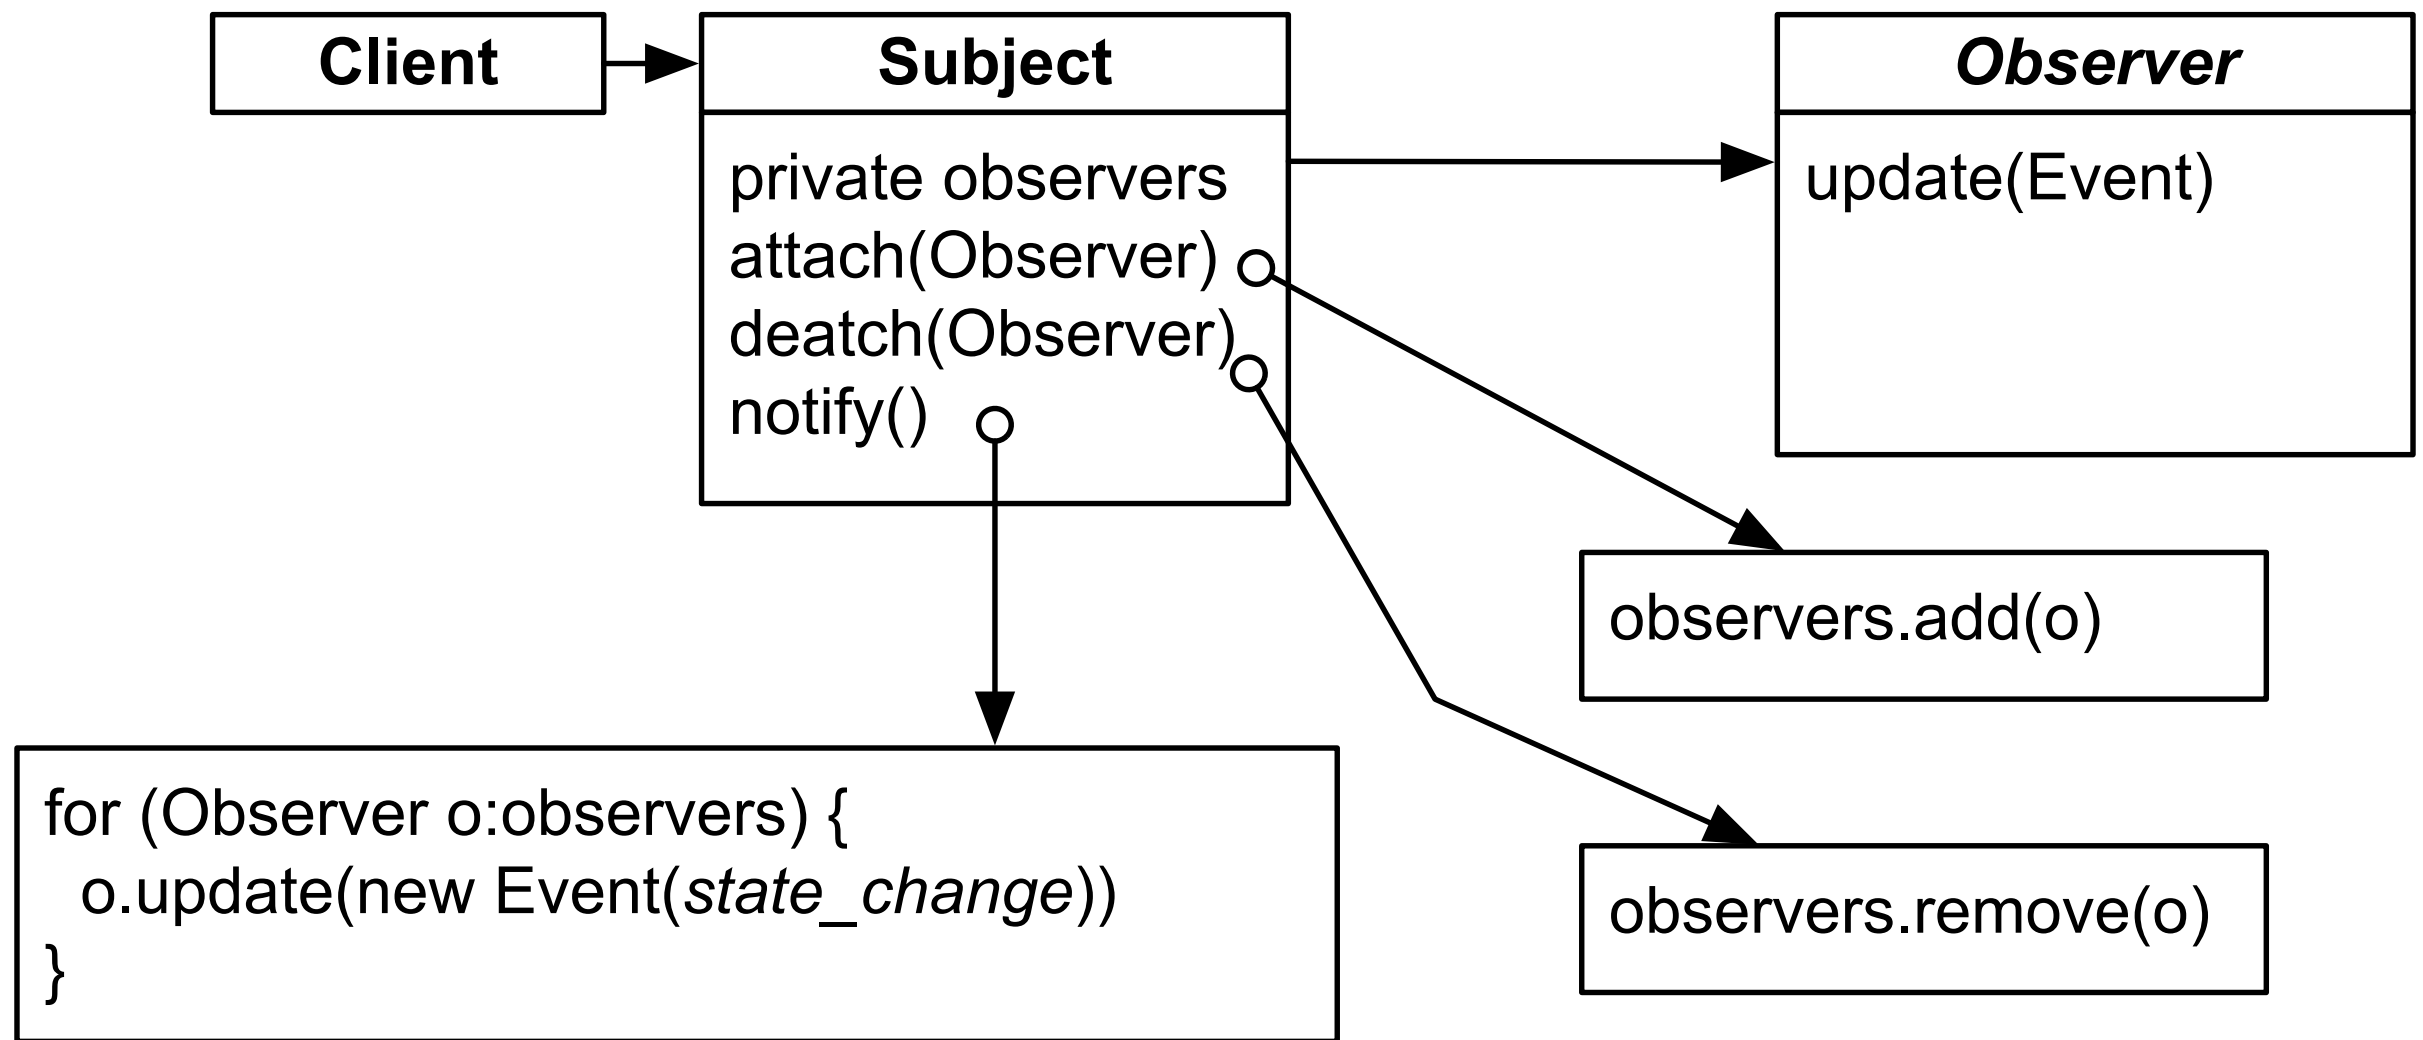 Client
Subject
private observers
attach(Observer)
deatch(Observer)
notify()
Observer
update(Event)
observers.add(o)
observers.remove(o)
for (Observer o:observers) {
o.update(new Event(state_change))
}